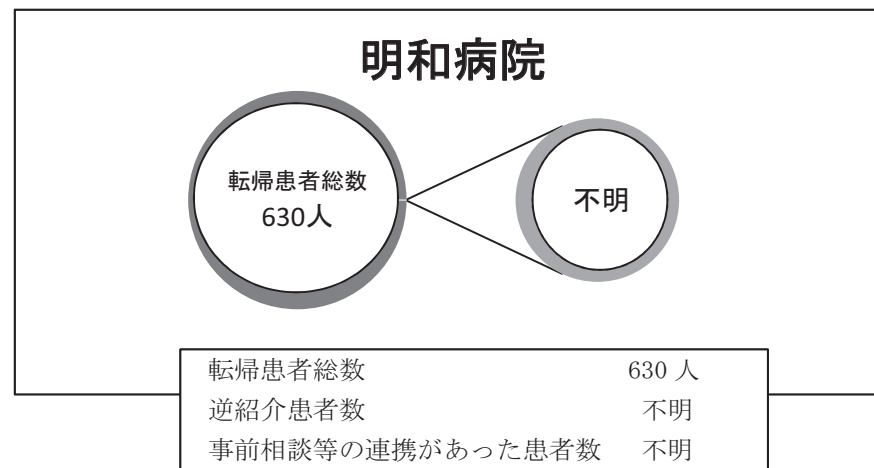 明和病院
転帰患者総数
630人
不明
転帰患者総数 630 人
逆紹介患者数 不明
事前相談等の連携があった患者数 不明